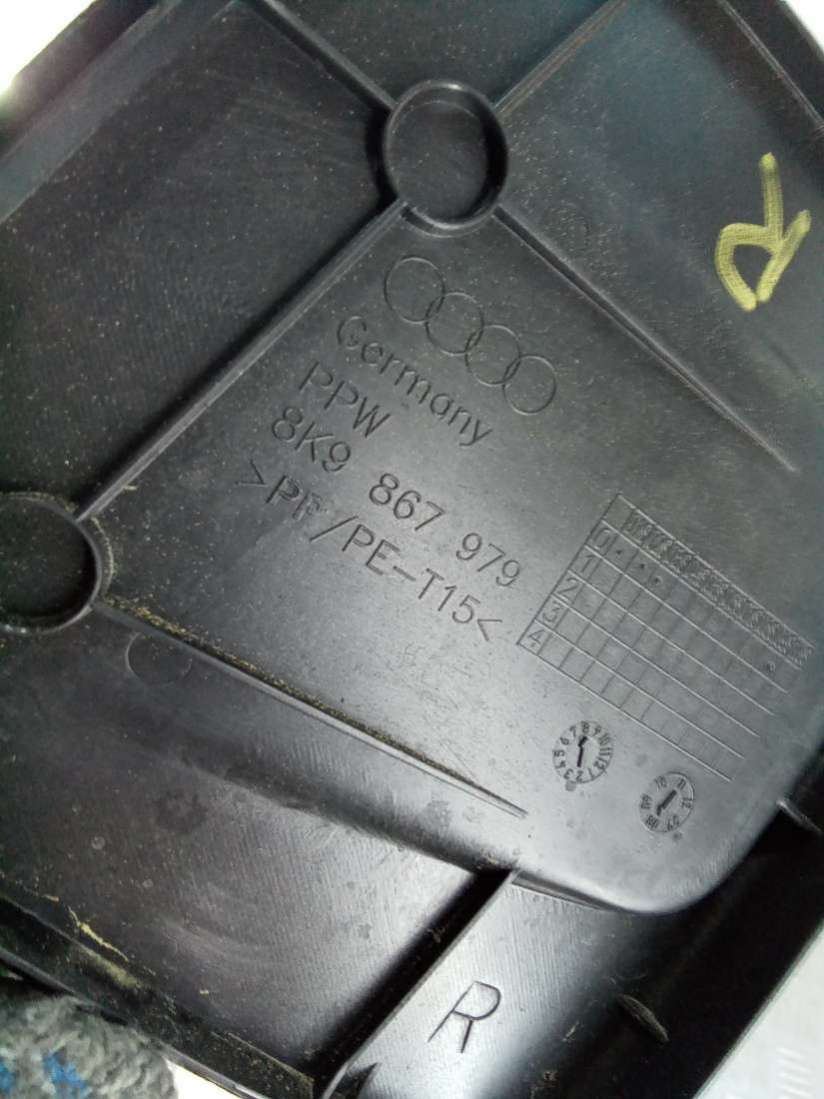 R
Germany
PPW
8K9 867 979
>PP/PE-T15<
0
1
2
3
4
R